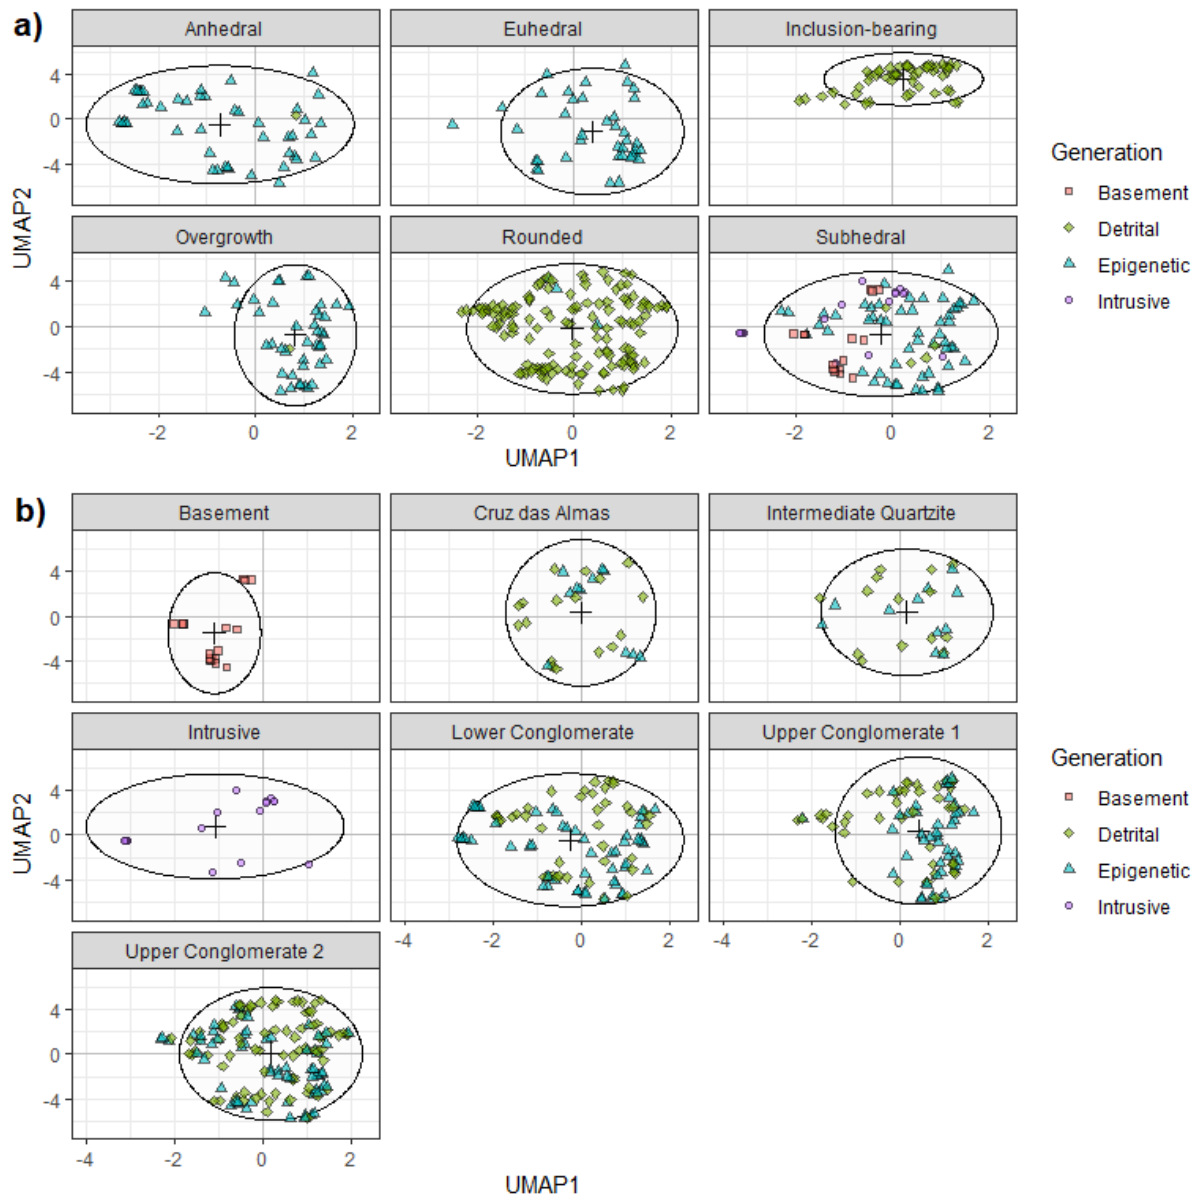 a)
Anhedral
Euhedral
Inclusion-bearing
4
0
-4
Overgrowth
Rounded
Subhedral
4
0
-4
-2
0
2
-2
0
2
-2
0
2
UMAP1
UMAP2
Generation
Basement
Detrital
Epigenetic
Intrusive
b)
Basement
Cruz das Almas
Intermediate Quartzite
4
0
-4
Intrusive
Lower Conglomerate
Upper Conglomerate 1
4
0
-4
-4
-2
0
2
-4
-2
0
2
Upper Conglomerate 2
4
0
-4
-4
-2
0
2
UMAP1
UMAP2
Generation
Basement
Detrital
Epigenetic
Intrusive